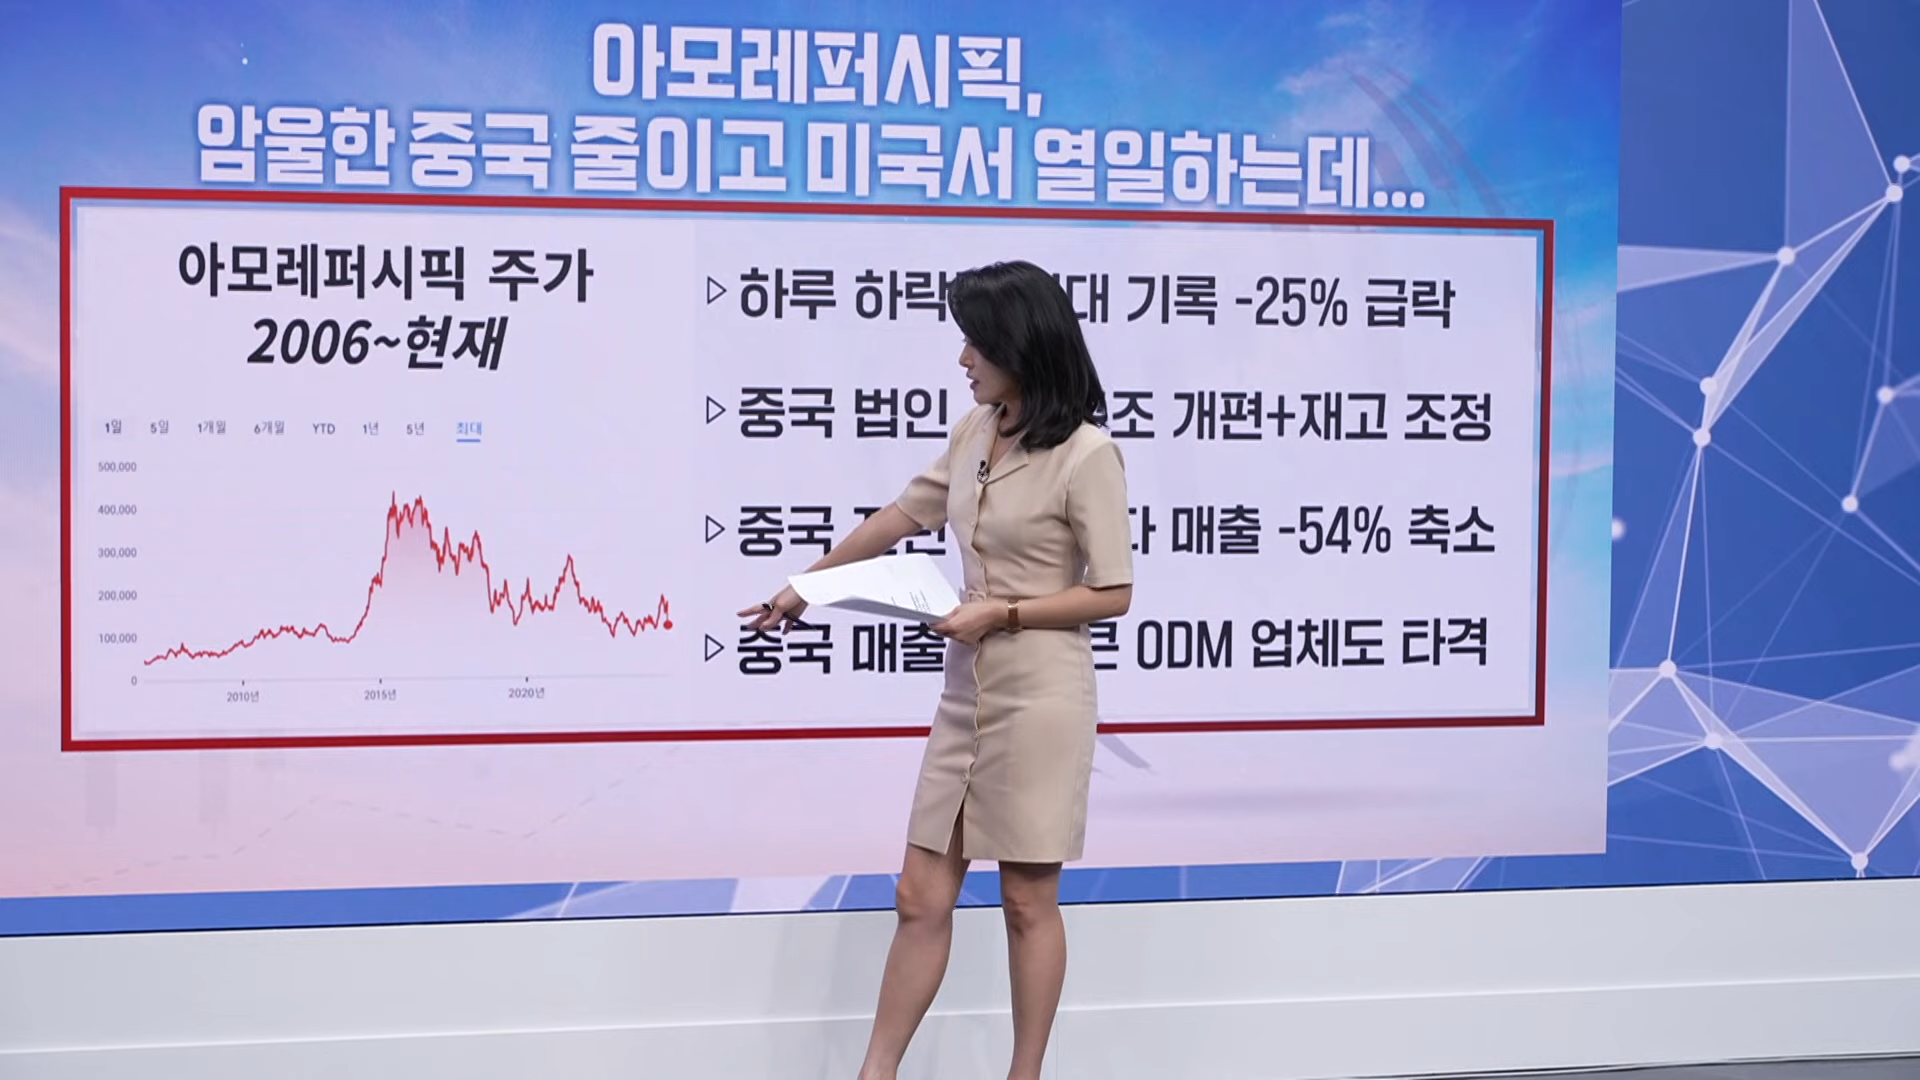 아모레퍼시픽,
암울한 중국 줄이고 미국서 열일하는데...
아모레퍼시픽 주가
2006~현재
1일 5일 1개월 6개월 YTD 1년 5년 최대
500,000
400,000
300,000
200,000
100,000
0
2010년 2015년 2020년
▷ 하루 하락 대 기록 -25% 급락
▷ 중국 법인 조 개편+재고 조정
▷ 중국 매출 -54% 축소
▷ 중국 매출 큰 ODM 업체도 타격